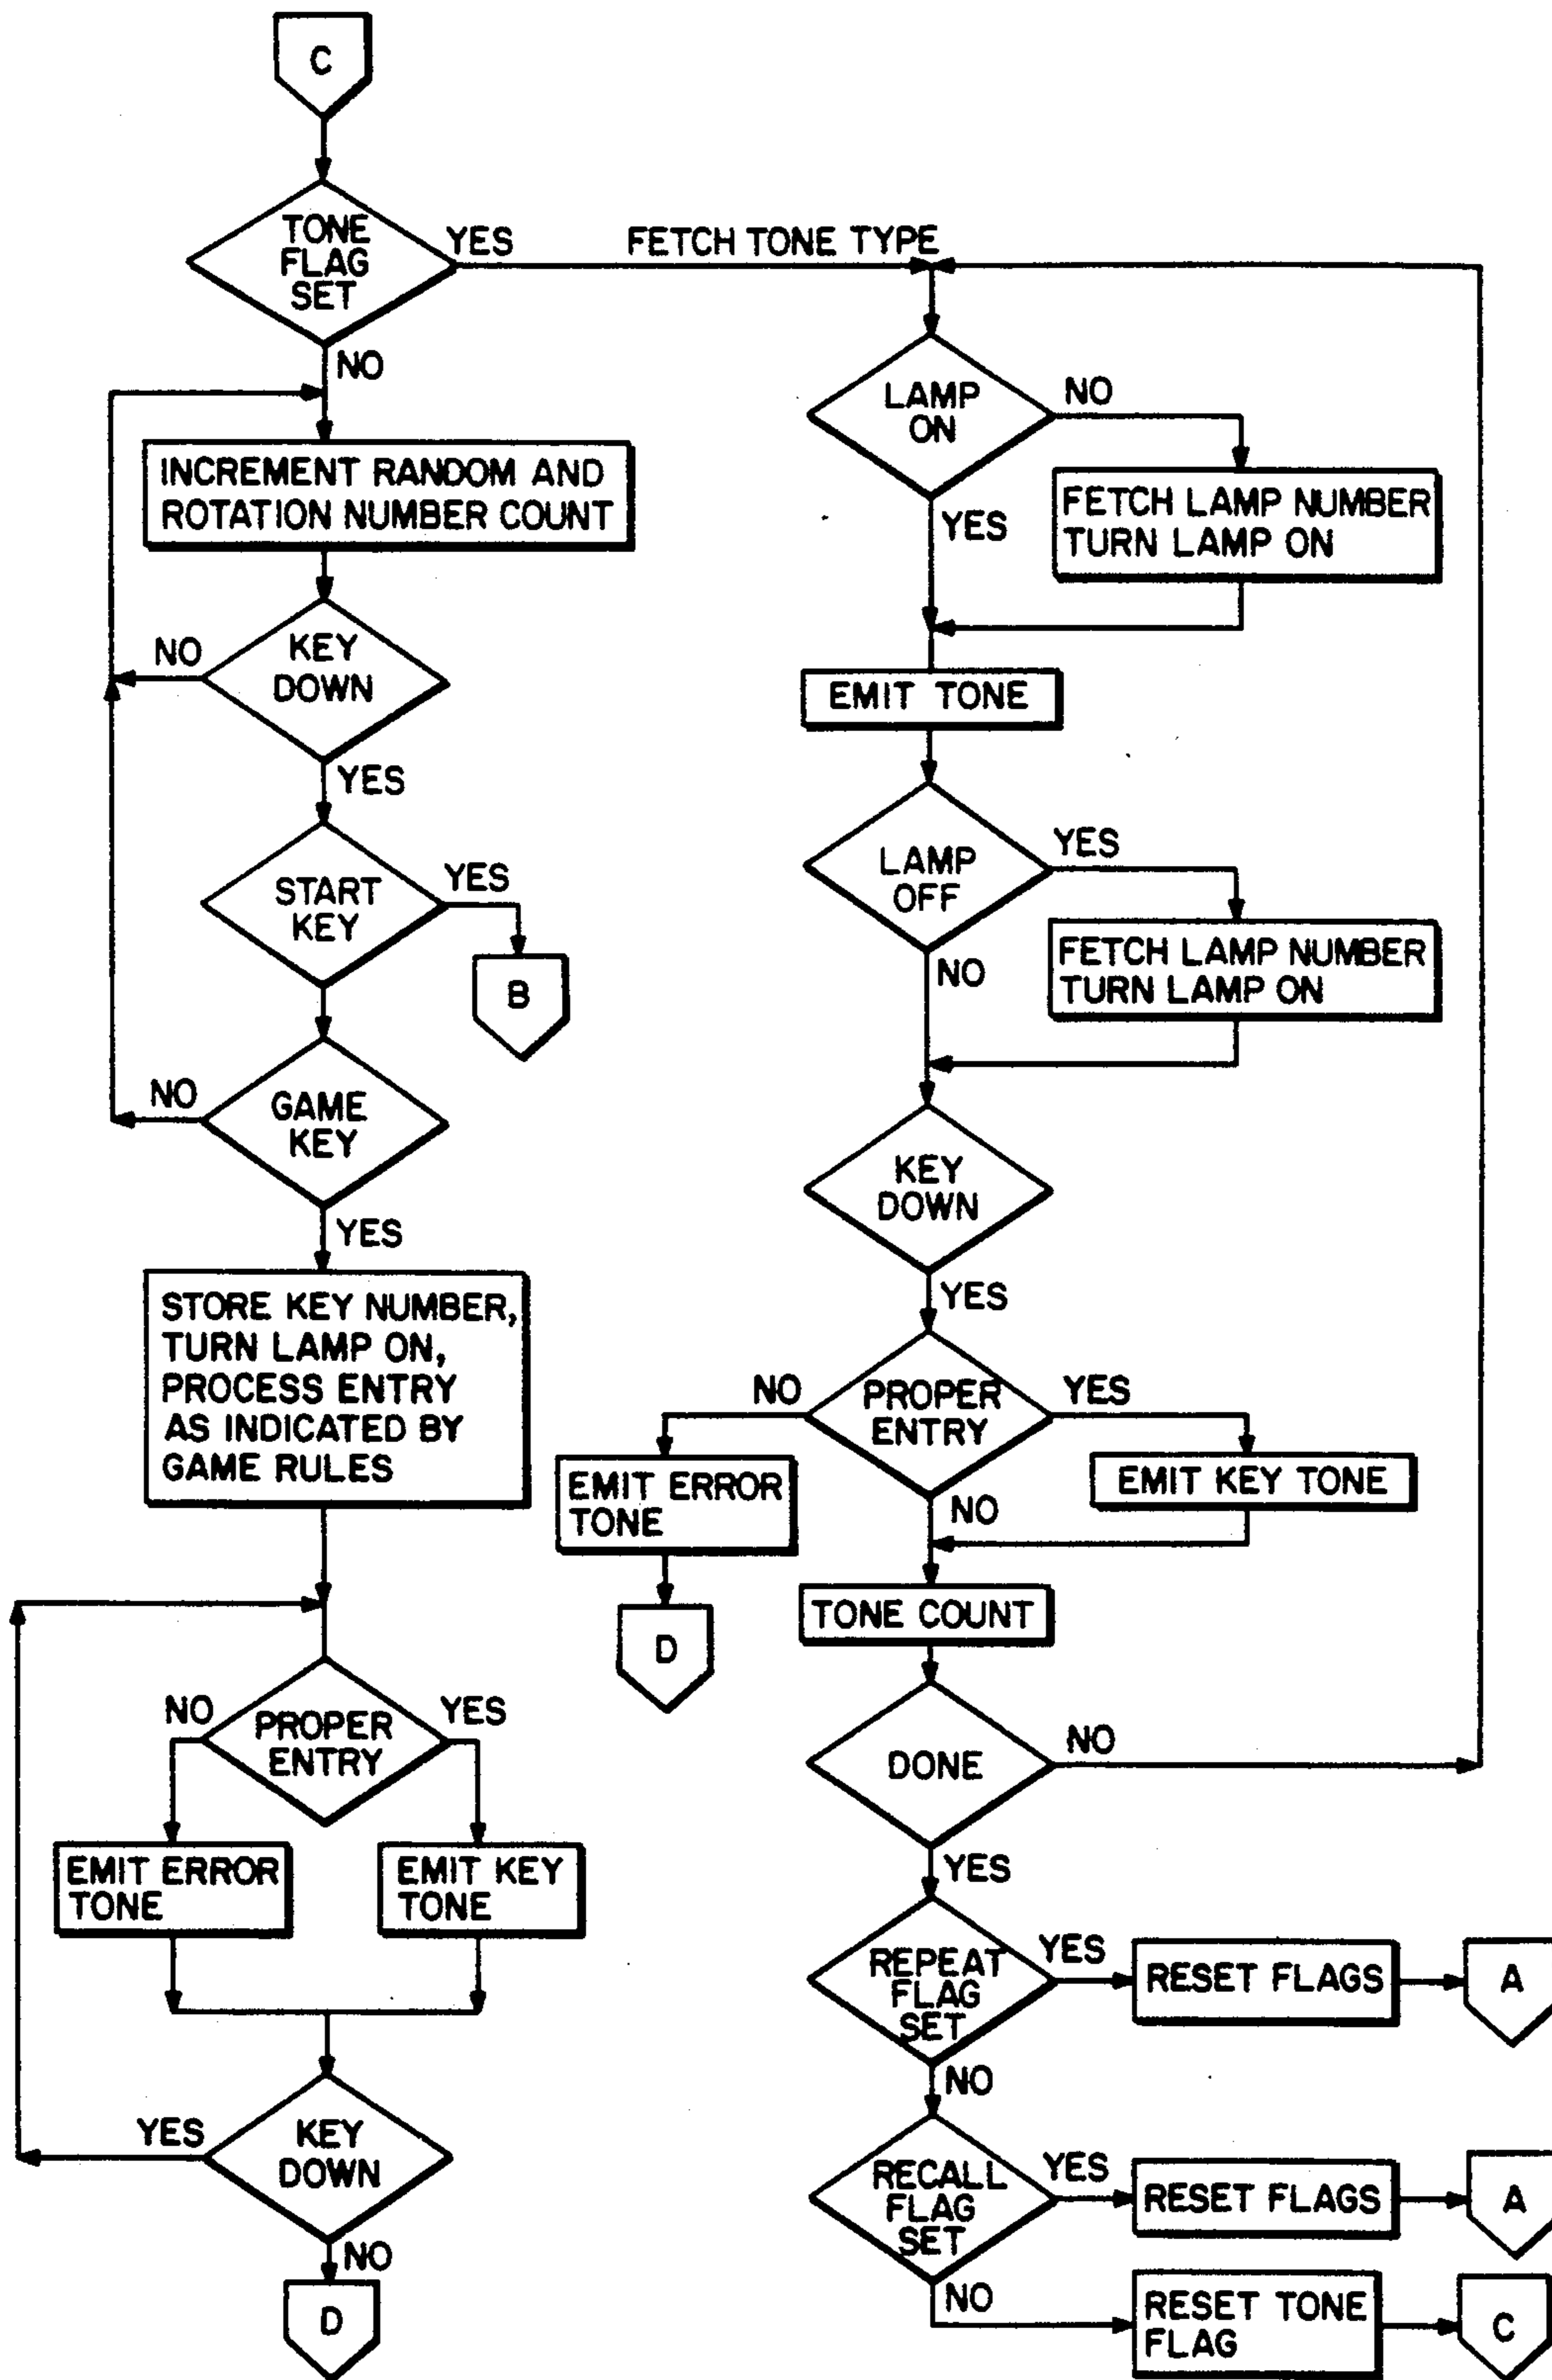 C
TONE
FLAG
SET
YES
FETCH TONE TYPE
NO
INCREMENT RANDOM AND
ROTATION NUMBER COUNT
KEY
DOWN
NO
YES
START
KEY
YES
B
GAME
KEY
NO
YES
STORE KEY NUMBER,
TURN LAMP ON,
PROCESS ENTRY
AS INDICATED BY
GAME RULES
PROPER
ENTRY
NO
YES
EMIT ERROR
TONE
EMIT KEY
TONE
KEY
DOWN
YES
NO
D
LAMP
ON
NO
YES
FETCH LAMP NUMBER
TURN LAMP ON
EMIT TONE
LAMP
OFF
YES
NO
FETCH LAMP NUMBER
TURN LAMP ON
KEY
DOWN
YES
PROPER
ENTRY
NO
YES
EMIT ERROR
TONE
D
EMIT KEY TONE
NO
TONE COUNT
DONE
NO
YES
REPEAT
FLAG
SET
YES
RESET FLAGS
A
NO
RECALL
FLAG
SET
YES
RESET FLAGS
A
NO
RESET TONE
FLAG
C